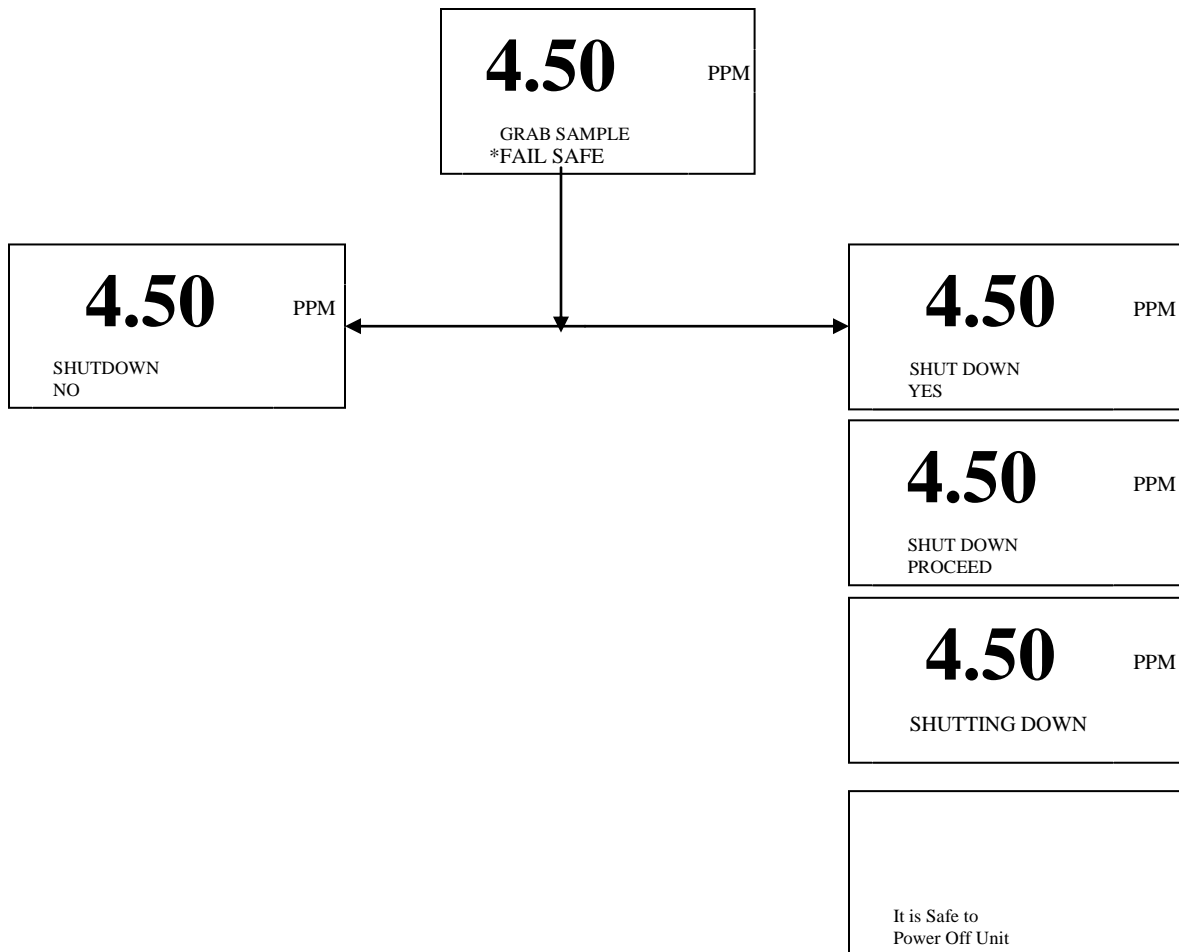 4.50 PPM
GRAB SAMPLE
*FAIL SAFE
4.50 PPM
SHUTDOWN
NO
4.50 PPM
SHUT DOWN
YES
4.50 PPM
SHUT DOWN
PROCEED
4.50 PPM
SHUTTING DOWN
It is Safe to
Power Off Unit